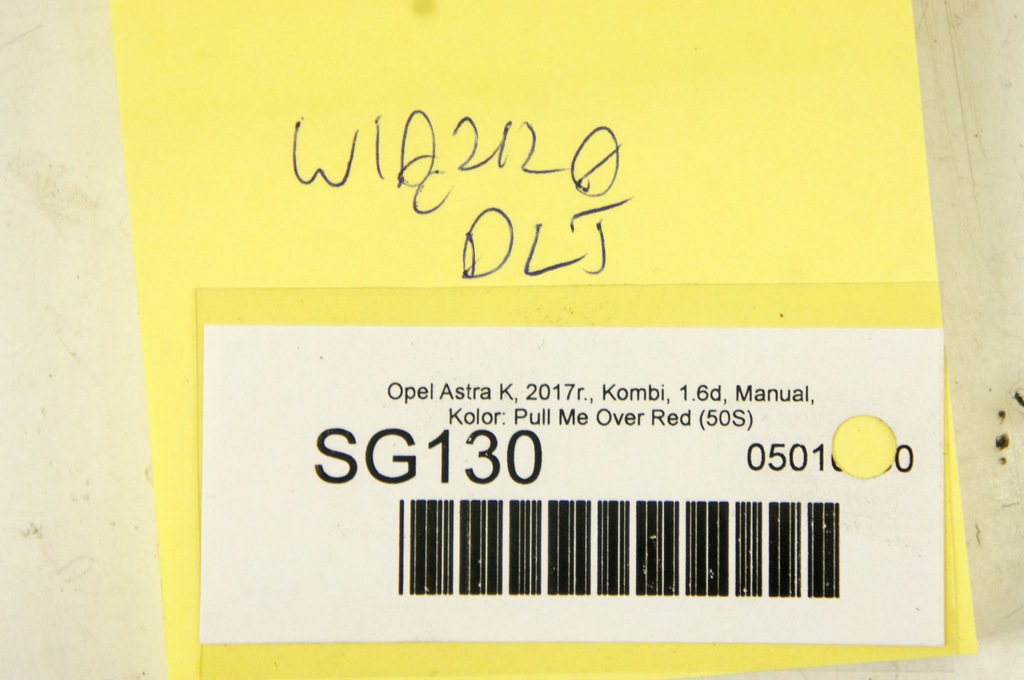 DLJ
Opel Astra K, 2017r., Kombi, 1.6d, Manual,
Kolor: Pull Me Over Red (50S)
SG130